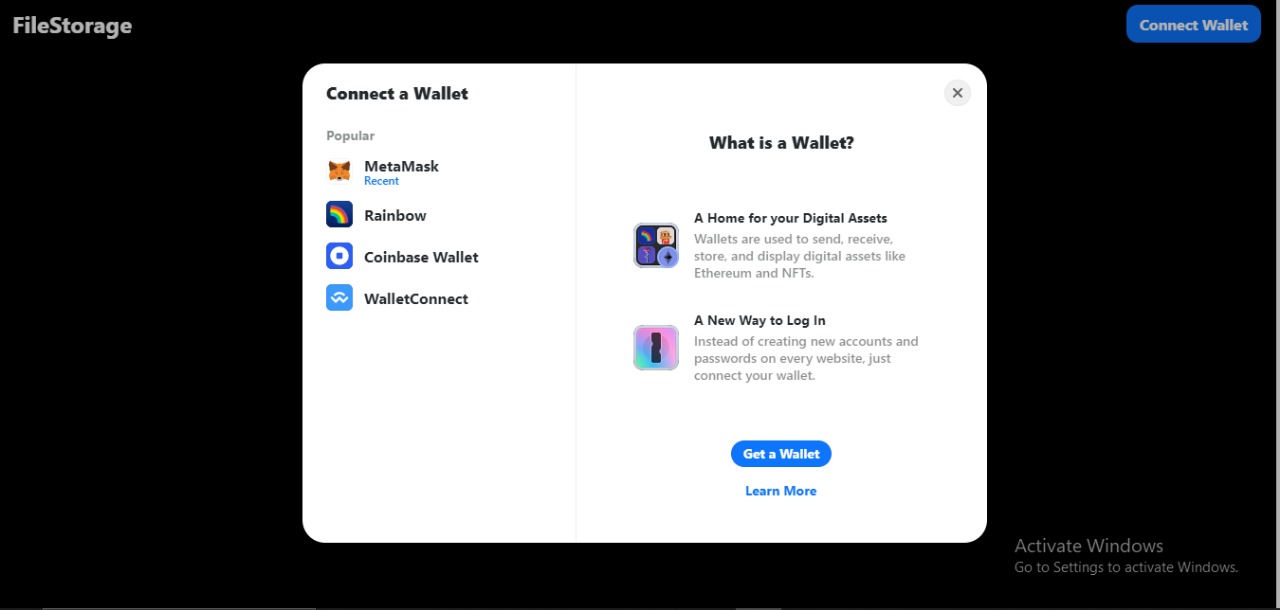 FileStorage
Connect Wallet
Connect a Wallet
Popular
MetaMask
Recent
Rainbow
Coinbase Wallet
WalletConnect
What is a Wallet?
A Home for your Digital Assets
Wallets are used to send, receive,
store, and display digital assets like
Ethereum and NFTs.
A New Way to Log In
Instead of creating new accounts and
passwords on every website, just
connect your wallet.
Get a Wallet
Learn More
Activate Windows
Go to Settings to activate Windows.